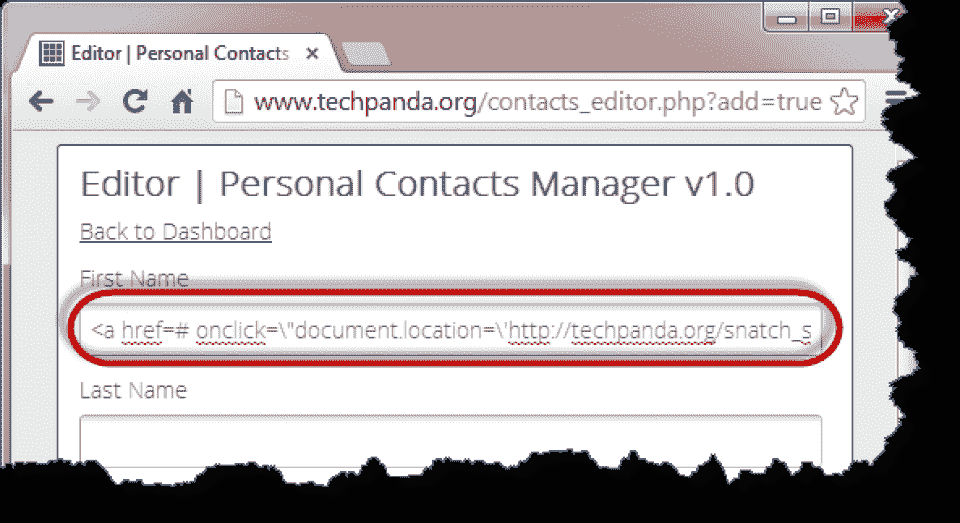 Editor | Personal Contacts
www.techpanda.org/contacts_editor.php?add=true
Editor | Personal Contacts Manager v1.0
Back to Dashboard
First Name
<a href=# onclick=\"document.location=\'http://techpanda.org/snatch_s
Last Name